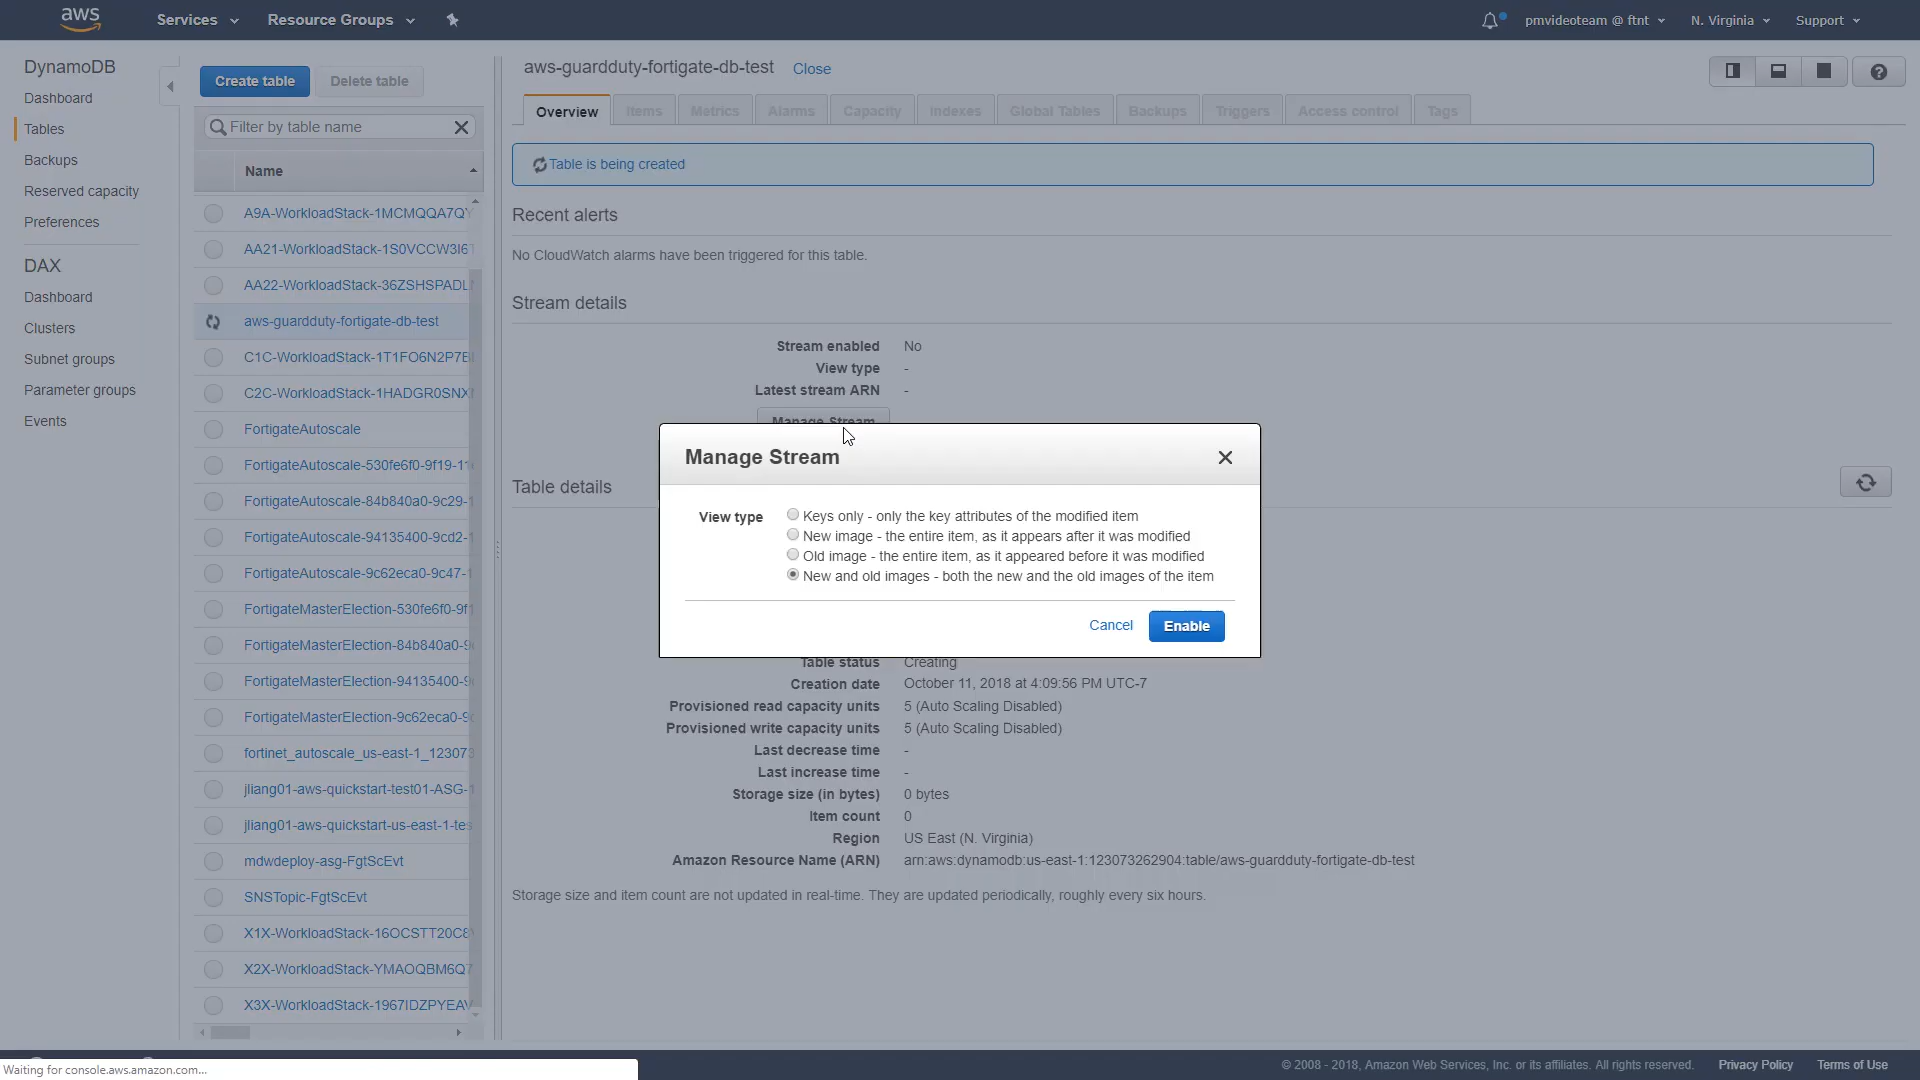 aws Services Resource Groups pmvideoteam @ ftnt N. Virginia Support
DynamoDB
Dashboard
Tables
Backups
Reserved capacity
Preferences
DAX
Dashboard
Clusters
Subnet groups
Parameter groups
Events
Create table Delete table
Filter by table name
Name
A9A-WorkloadStack-1MCMQQA7QY
AA21-WorkloadStack-1S0VCCW3I6
AA22-WorkloadStack-36ZSHSPADL
aws-guardduty-fortigate-db-test
C1C-WorkloadStack-1T1FO6N2P7B
C2C-WorkloadStack-1HADGR0SNX
FortigateAutoscale
FortigateAutoscale-530fe6f0-9f19-11
FortigateAutoscale-84b840a0-9c29-
FortigateAutoscale-94135400-9cd2-
FortigateAutoscale-9c62eca0-9c47-
FortigateMasterElection-530fe6f0-9f1
FortigateMasterElection-84b840a0-9
FortigateMasterElection-94135400-9
FortigateMasterElection-9c62eca0-9
fortinet_autoscale_us-east-1_123073
jliang01-aws-quickstart-test01-ASG-
jliang01-aws-quickstart-us-east-1-tes
mdwdeploy-asg-FgtScEvt
SNSTopic-FgtScEvt
X1X-WorkloadStack-16OCSTT20C8
X2X-WorkloadStack-YMAOQBM6Q7
X3X-WorkloadStack-1967IDZPYEAV
aws-guardduty-fortigate-db-test Close
Overview Items Metrics Alarms Capacity Indexes Global Tables Backups Triggers Access control Tags
Table is being created
Recent alerts
No CloudWatch alarms have been triggered for this table.
Stream details
Stream enabled No
View type -
Latest stream ARN -
Manage Stream
Table details
Manage Stream
View type
Keys only - only the key attributes of the modified item
New image - the entire item, as it appears after it was modified
Old image - the entire item, as it appeared before it was modified
New and old images - both the new and the old images of the item
Cancel Enable
Table status Creating
Creation date October 11, 2018 at 4:09:56 PM UTC-7
Provisioned read capacity units 5 (Auto Scaling Disabled)
Provisioned write capacity units 5 (Auto Scaling Disabled)
Last decrease time -
Last increase time -
Storage size (in bytes) 0 bytes
Item count 0
Region US East (N. Virginia)
Amazon Resource Name (ARN) arn:aws:dynamodb:us-east-1:123073262904:table/aws-guardduty-fortigate-db-test
Storage size and item count are not updated in real-time. They are updated periodically, roughly every six hours.
© 2008 - 2018, Amazon Web Services, Inc. or its affiliates. All rights reserved. Privacy Policy Terms of Use
Waiting for console.aws.amazon.com...